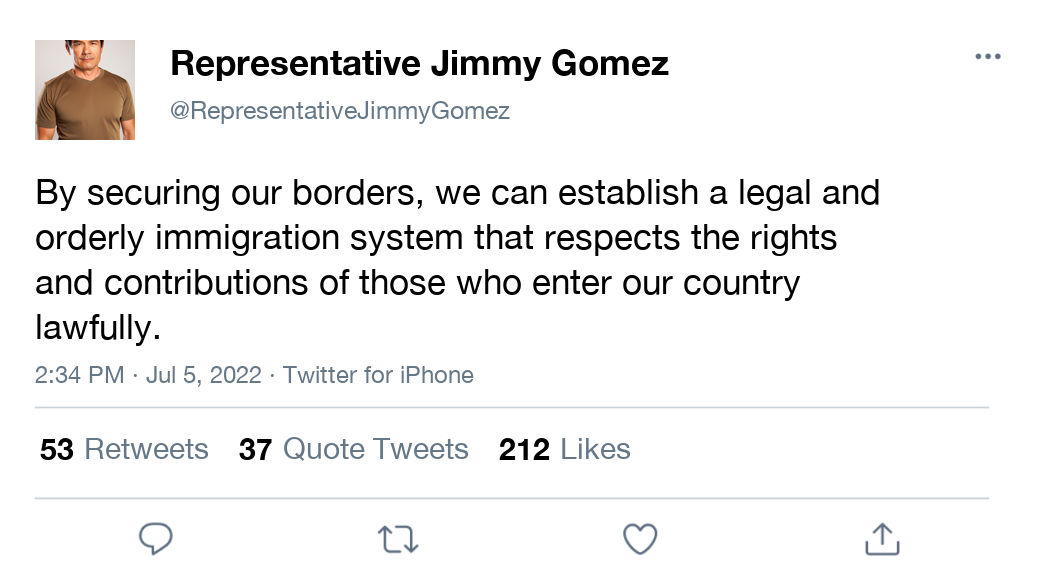 Representative Jimmy Gomez
@RepresentativeJimmyGomez
By securing our borders, we can establish a legal and
orderly immigration system that respects the rights
and contributions of those who enter our country
lawfully.
2:34 PM · Jul 5, 2022 · Twitter for iPhone
53 Retweets 37 Quote Tweets 212 Likes